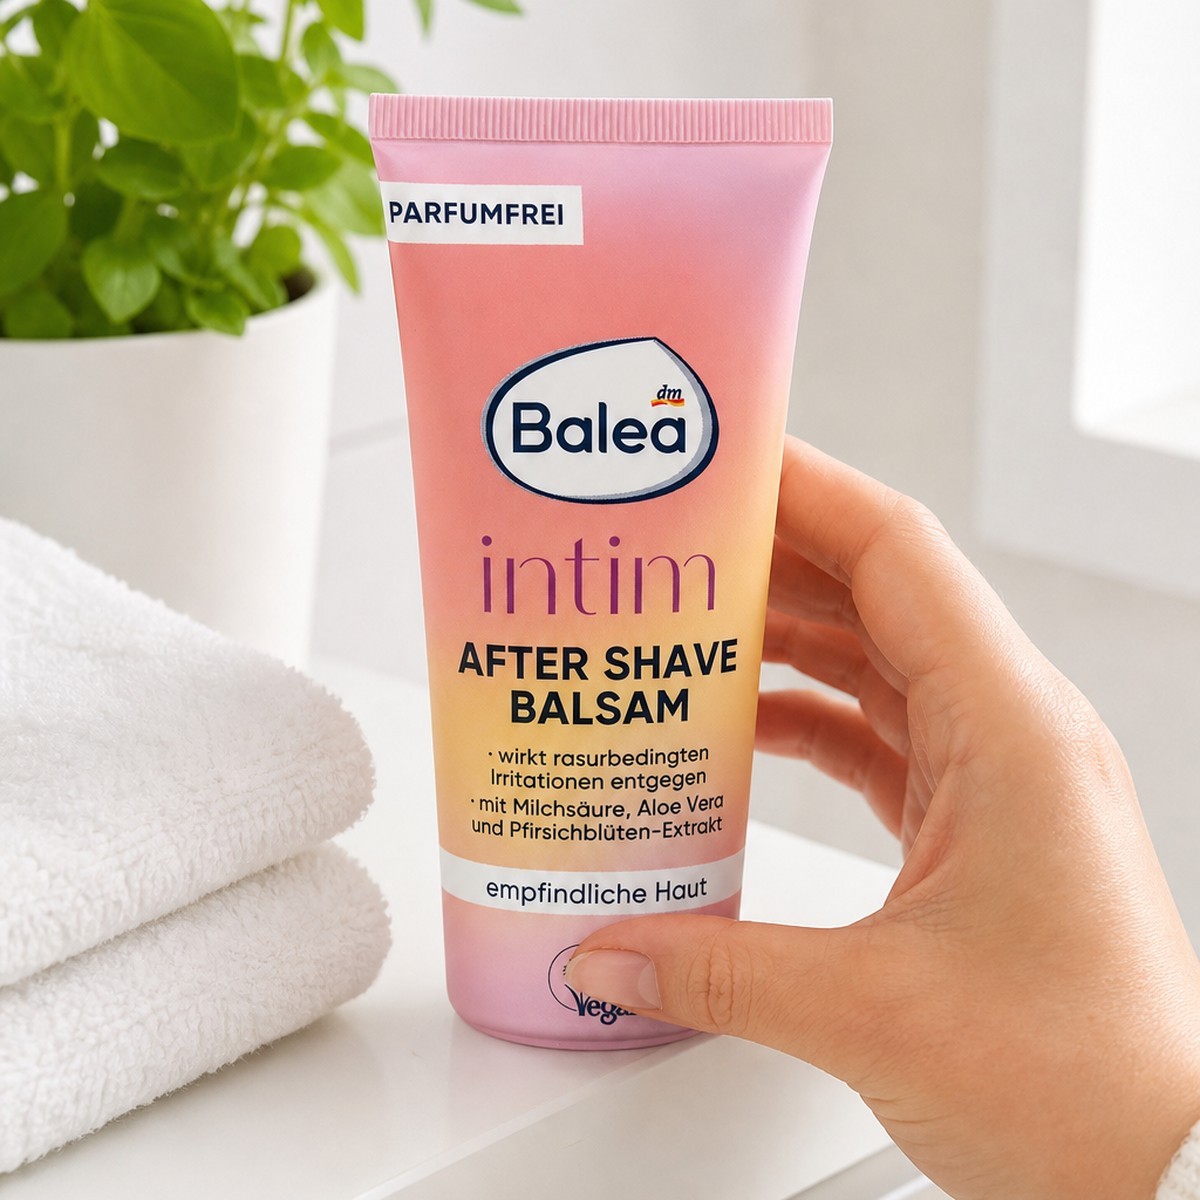 PARFUMFREI
dm
Balea
intim
AFTER SHAVE
BALSAM
· wirkt rasurbedingten
Irritationen entgegen
· mit Milchsäure, Aloe Vera
und Pfirsichblüten-Extrakt
empfindliche Haut